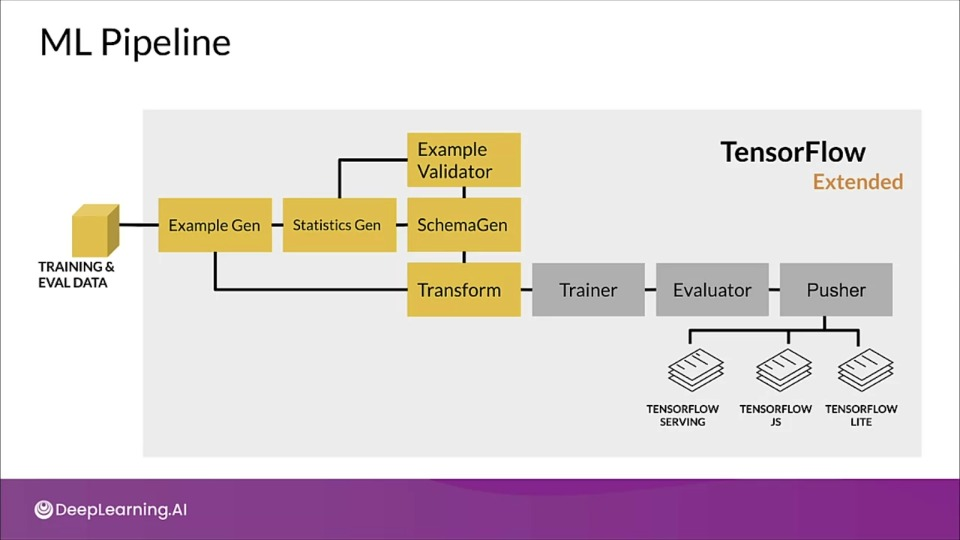 ML Pipeline
TensorFlow
Extended
Example
Validator
Example Gen
Statistics Gen
SchemaGen
TRAINING &
EVAL DATA
Transform
Trainer
Evaluator
Pusher
TENSORFLOW
SERVING
TENSORFLOW
JS
TENSORFLOW
LITE
DeepLearning.AI